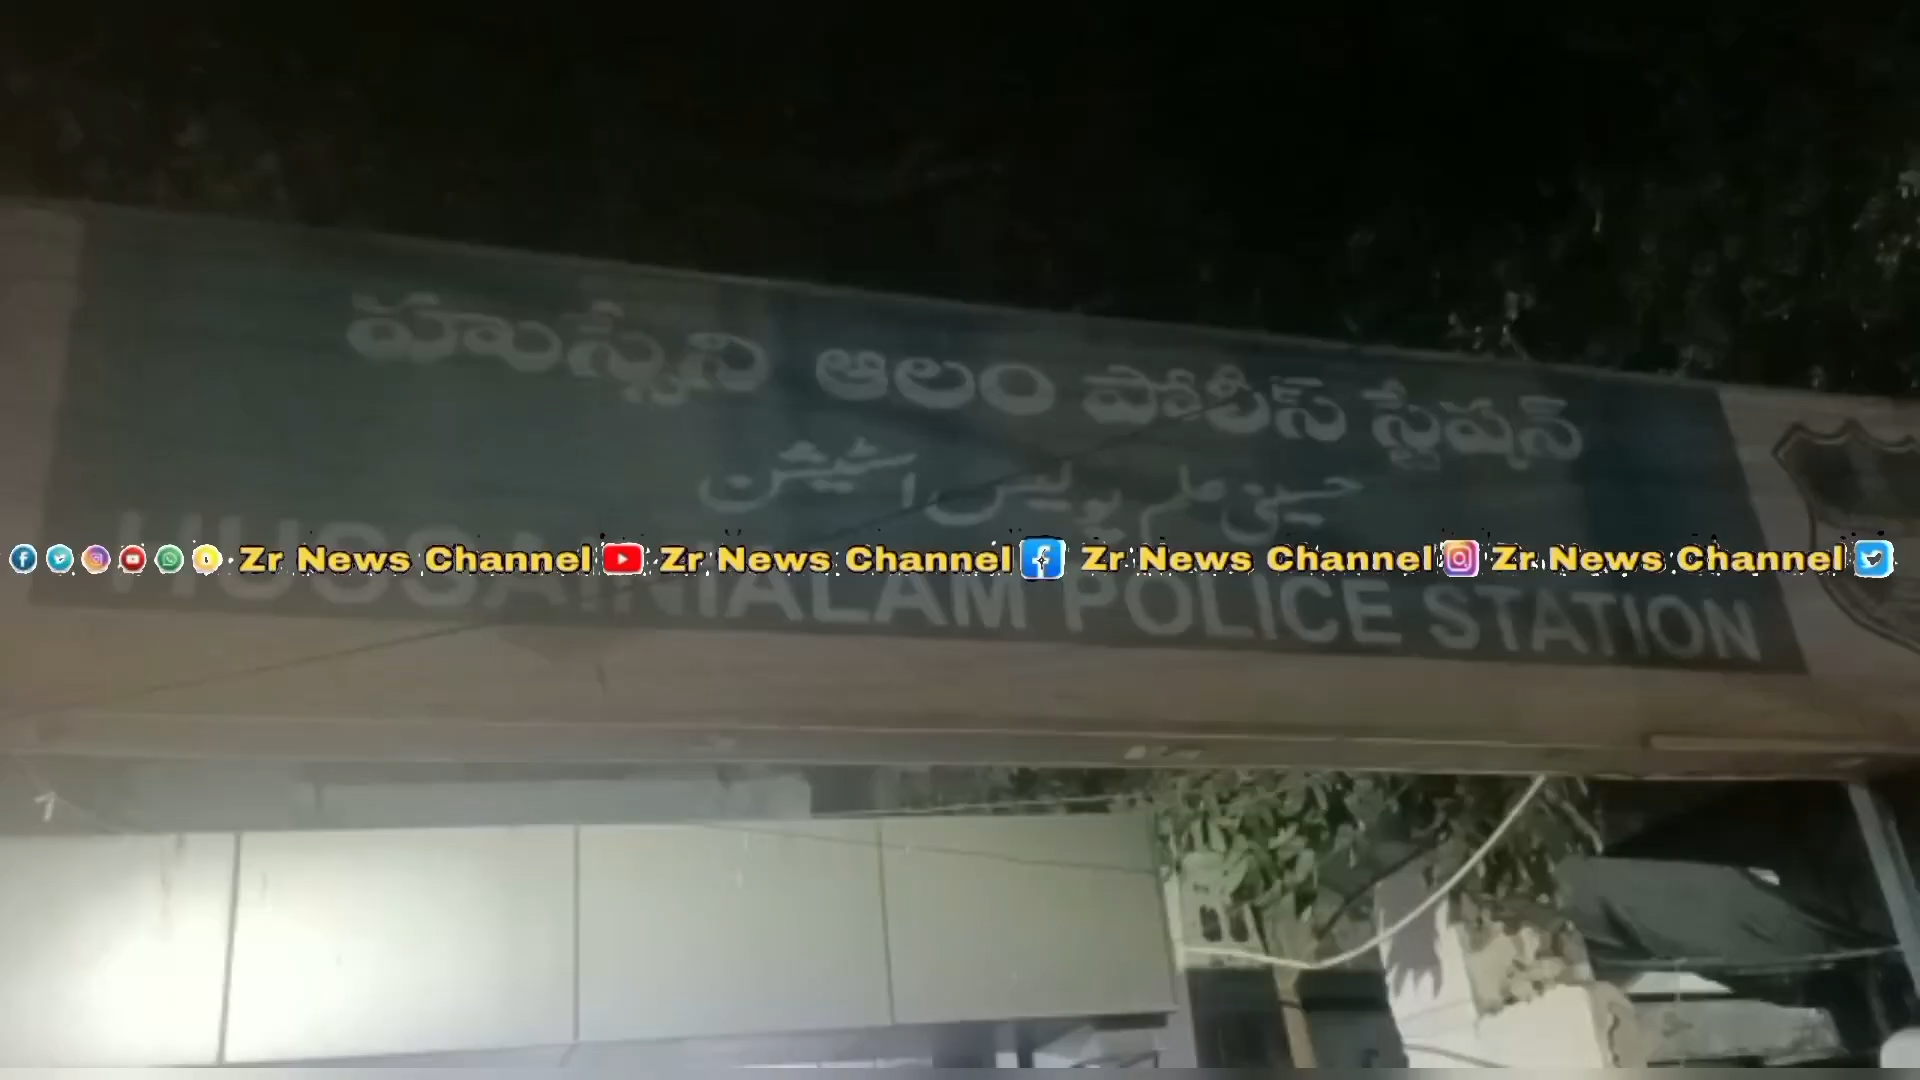 హుస్సేని ఆలం పోలీస్ స్టేషన్
حسینی علم پولیس اسٹیشن
Zr News Channel Zr News Channel Zr News Channel Zr News Channel
HUSSAINIALAM POLICE STATION